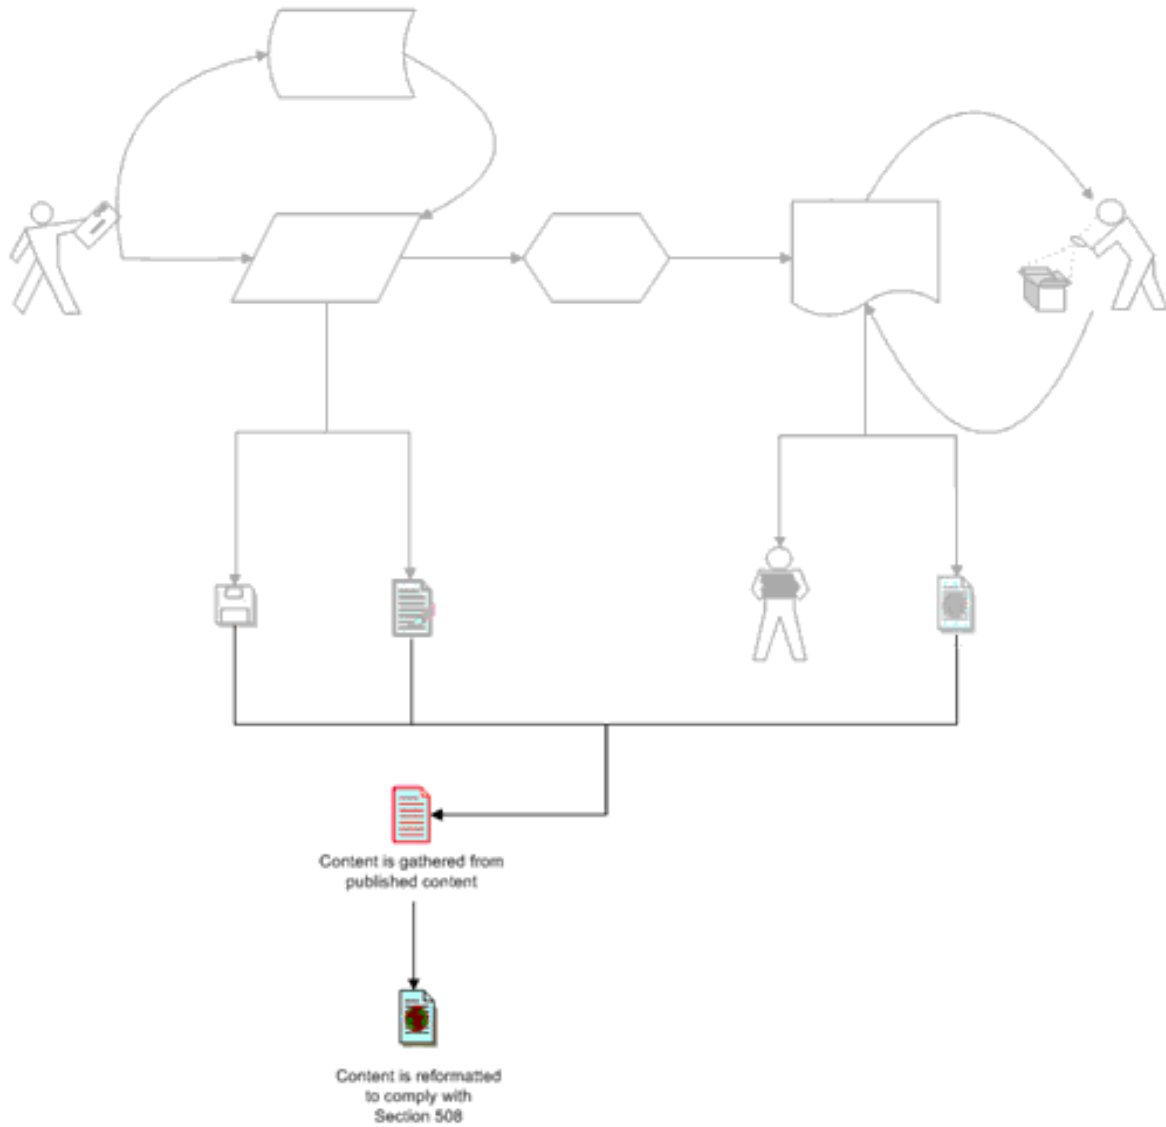 Content is gathered from
published content
Content is reformatted
to comply with
Section 508